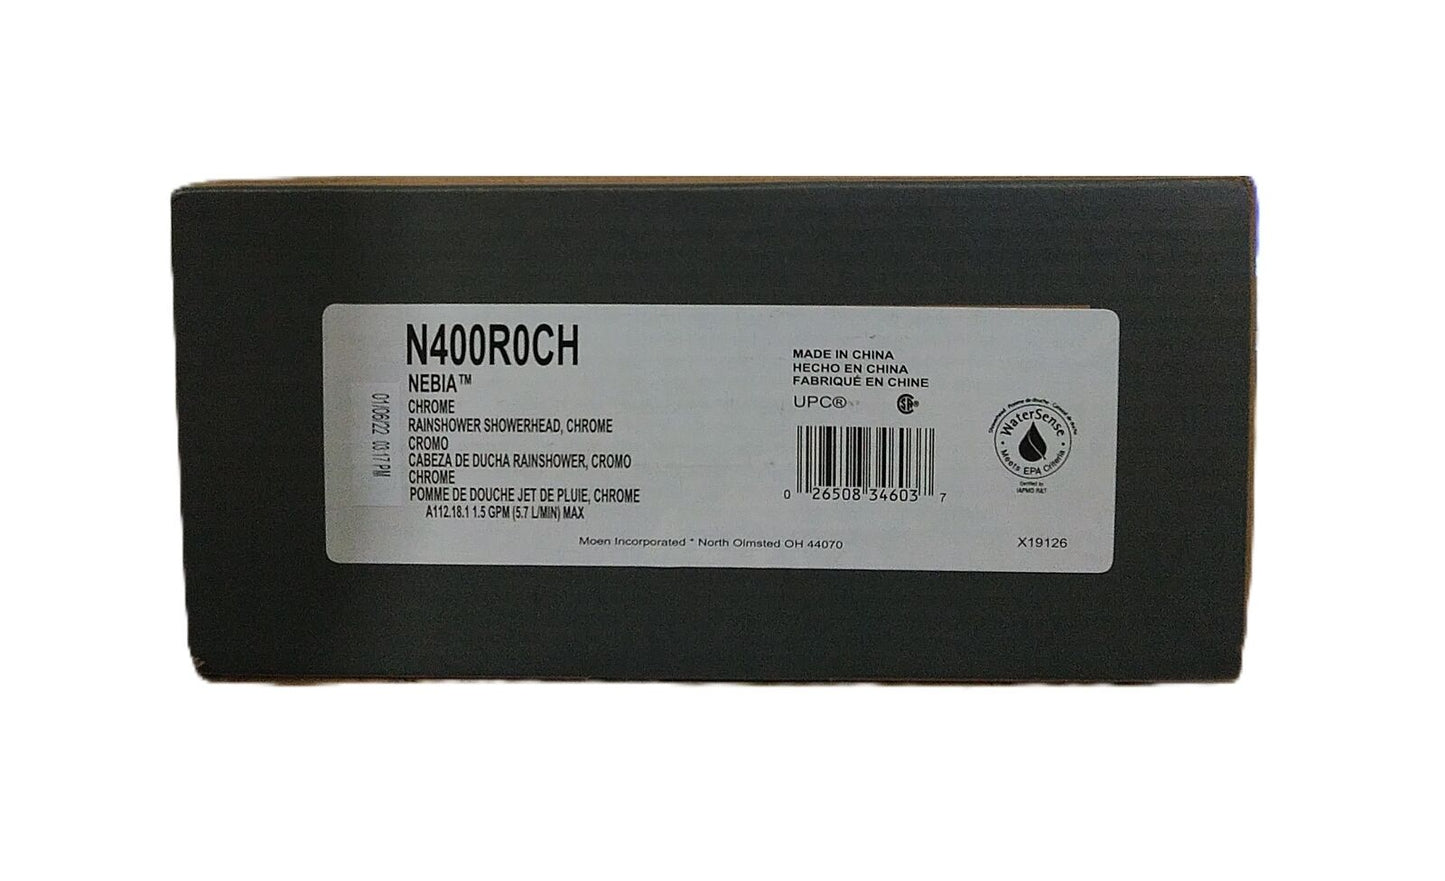 N400R0CH
NEBIA™
CHROME
RAINSHOWER SHOWERHEAD, CHROME
CROMO
CABEZA DE DUCHA RAINSHOWER, CROMO
CHROME
POMME DE DOUCHE JET DE PLUIE, CHROME
A112.18.1 1.5 GPM (5.7 L/MIN) MAX
01/06/22 03:17 PM
MADE IN CHINA
HECHO EN CHINA
FABRIQUÉ EN CHINE
UPC®
0 26508 34603 7
WaterSense
Meets EPA Criteria
Certified by
IAPMO R&T
Moen Incorporated * North Olmsted OH 44070
X19126